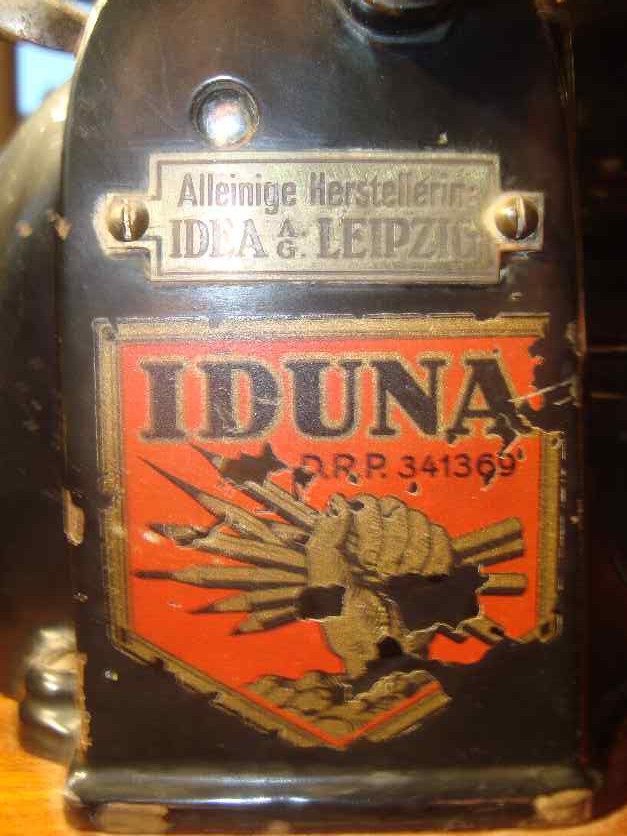 Alleinige Herstellerin:
IDEA A.G. LEIPZIG
IDUNA
D.R.P. 341369